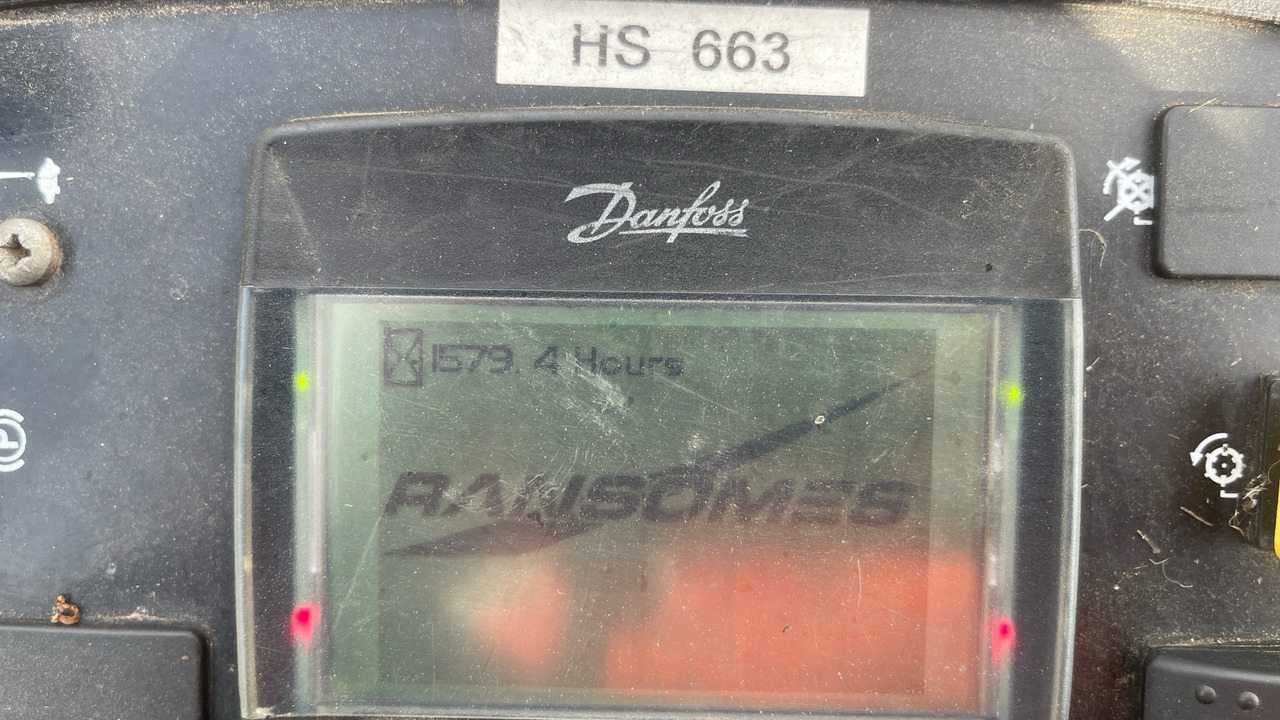 HS 663
Danfoss
1579.4 Hours
RANSOMES